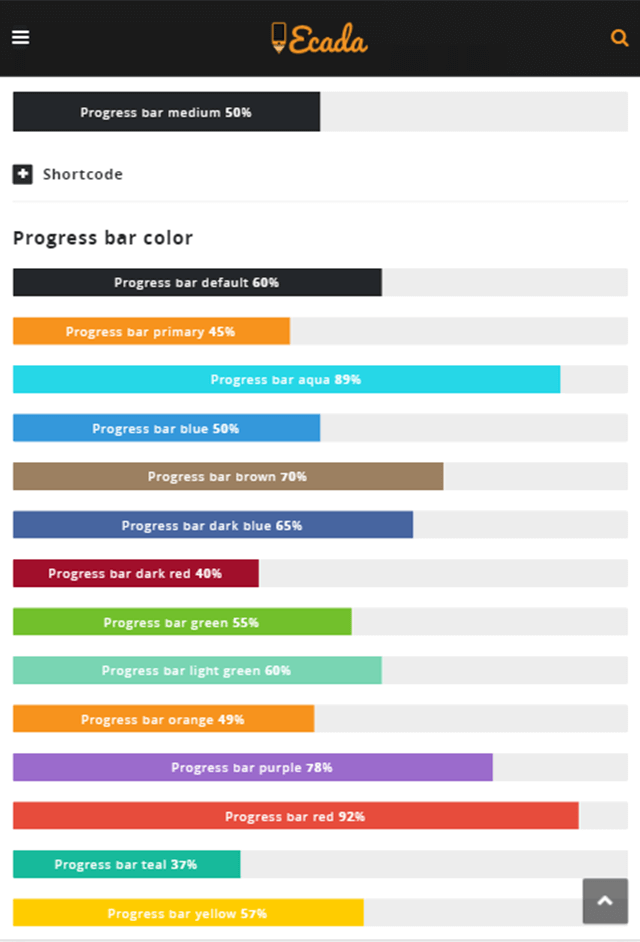 Ecada
Progress bar medium 50%
Shortcode
Progress bar color
Progress bar default 60%
Progress bar primary 45%
Progress bar aqua 89%
Progress bar blue 50%
Progress bar brown 70%
Progress bar dark blue 65%
Progress bar dark red 40%
Progress bar green 55%
Progress bar light green 60%
Progress bar orange 49%
Progress bar purple 78%
Progress bar red 92%
Progress bar teal 37%
Progress bar yellow 57%